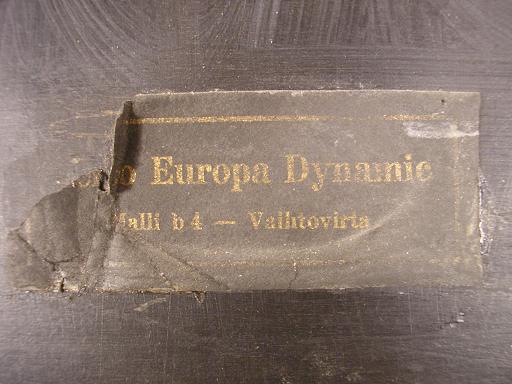 Europa Dynamic
Malli b 4 — Vaihtovirta